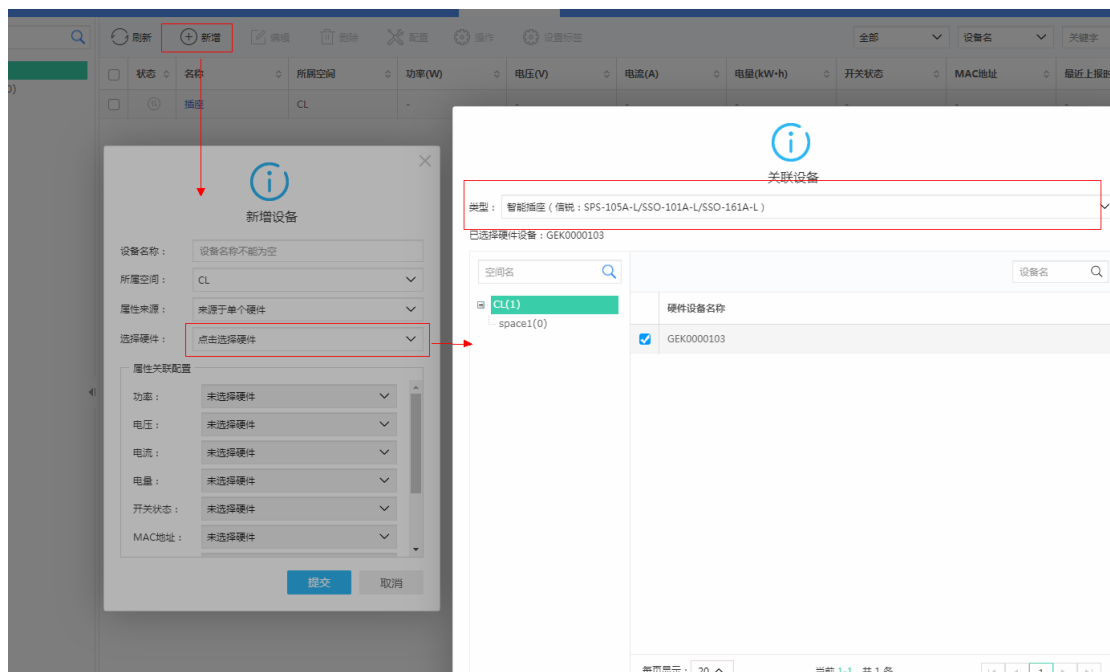 刷新 新增 编辑 删除 配置 操作 设置标签 全部 设备名 关键字
状态 名称 所属空间 功率(W) 电压(V) 电流(A) 电量(kW·h) 开关状态 MAC地址 最近上报时
插座 CL - - - - - - -
关联设备
类型： 智能插座（信锐：SPS-105A-L/SSO-101A-L/SSO-161A-L）
已选择硬件设备：GEK0000103
空间名 设备名
CL(1) 硬件设备名称
space1(0) GEK0000103
每页显示： 20 当前 1-1 共 1 条 1
新增设备
设备名称： 设备名称不能为空
所属空间： CL
属性来源： 来源于单个硬件
选择硬件： 点击选择硬件
属性关联配置
功率： 未选择硬件
电压： 未选择硬件
电流： 未选择硬件
电量： 未选择硬件
开关状态： 未选择硬件
MAC地址： 未选择硬件
提交 取消